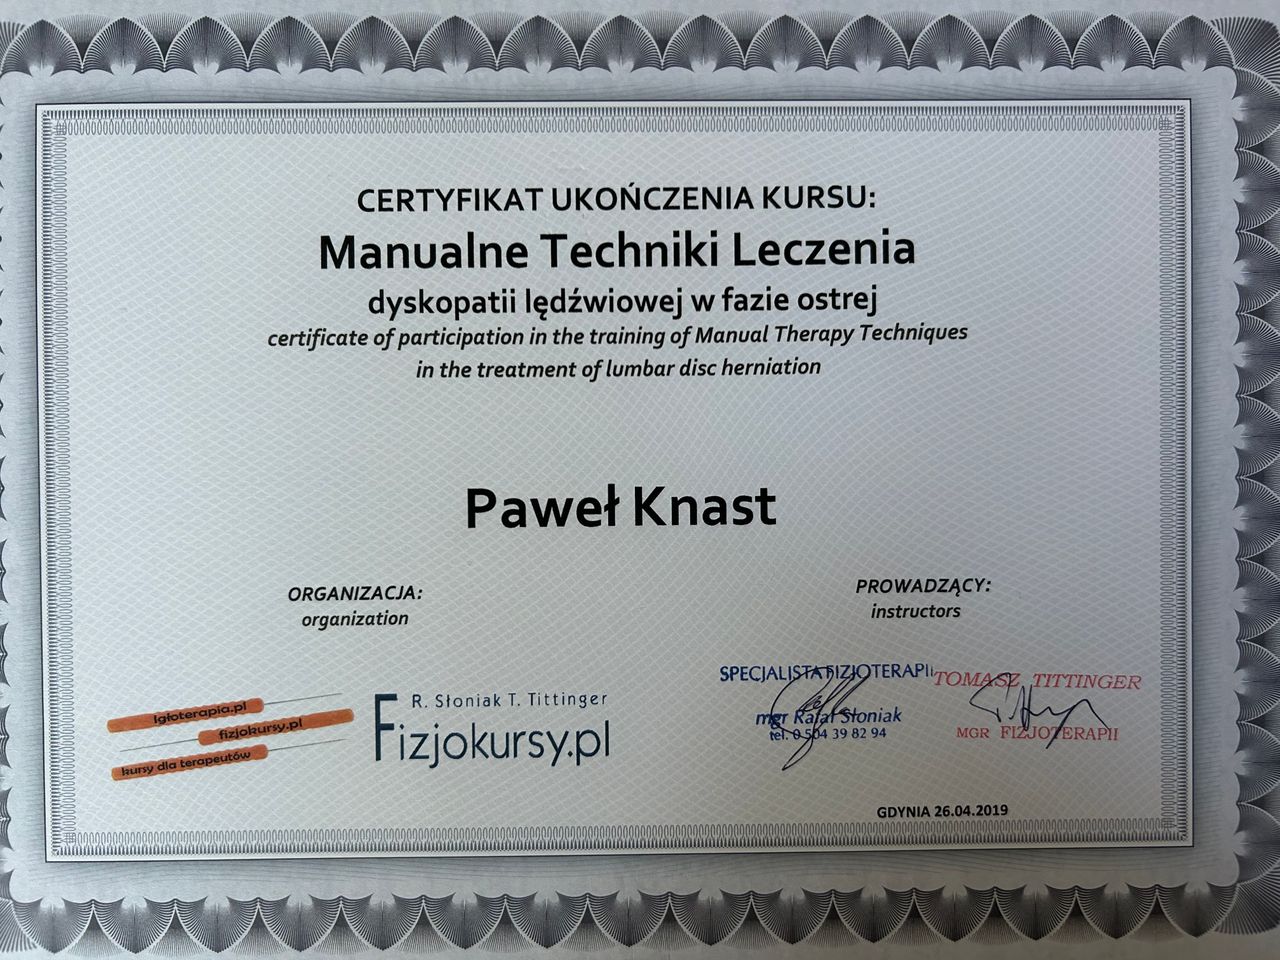 CERTYFIKAT UKOŃCZENIA KURSU:
Manualne Techniki Leczenia
dyskopatii lędźwiowej w fazie ostrej
certificate of participation in the training of Manual Therapy Techniques
in the treatment of lumbar disc herniation
Paweł Knast
ORGANIZACJA:
organization
igłoterapia.pl
fizjokursy.pl
kursy dla terapeutów
R. Słoniak T. Tittinger
Fizjokursy.pl
PROWADZĄCY:
instructors
SPECJALISTA FIZJOTERAPII
mgr Rafał Słoniak
tel. 0 504 39 82 94
TOMASZ TITTINGER
MGR FIZJOTERAPII
GDYNIA 26.04.2019